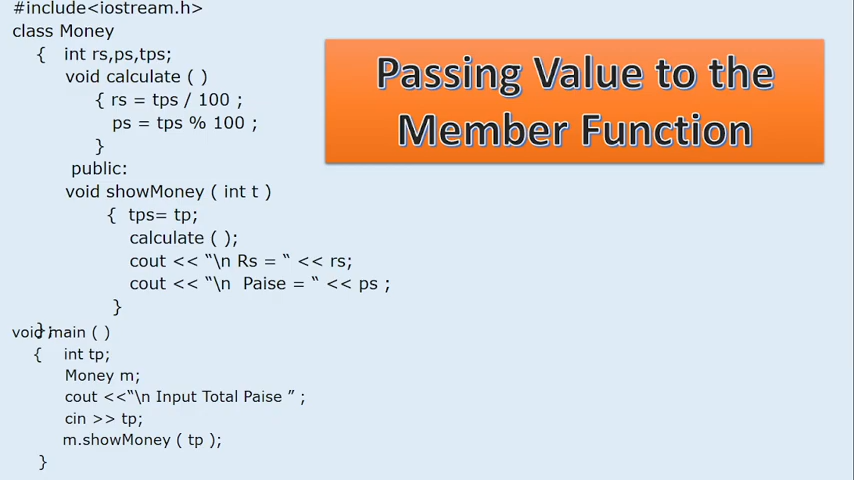 #include<iostream.h>
class Money
{ int rs,ps,tps;
void calculate ( )
{ rs = tps / 100 ;
ps = tps % 100 ;
}
public:
void showMoney ( int t )
{ tps= tp;
calculate ( );
cout << “\n Rs = “ << rs;
cout << “\n Paise = “ << ps ;
}
};
void main ( )
{ int tp;
Money m;
cout <<“\n Input Total Paise ” ;
cin >> tp;
m.showMoney ( tp );
}
Passing Value to the
Member Function